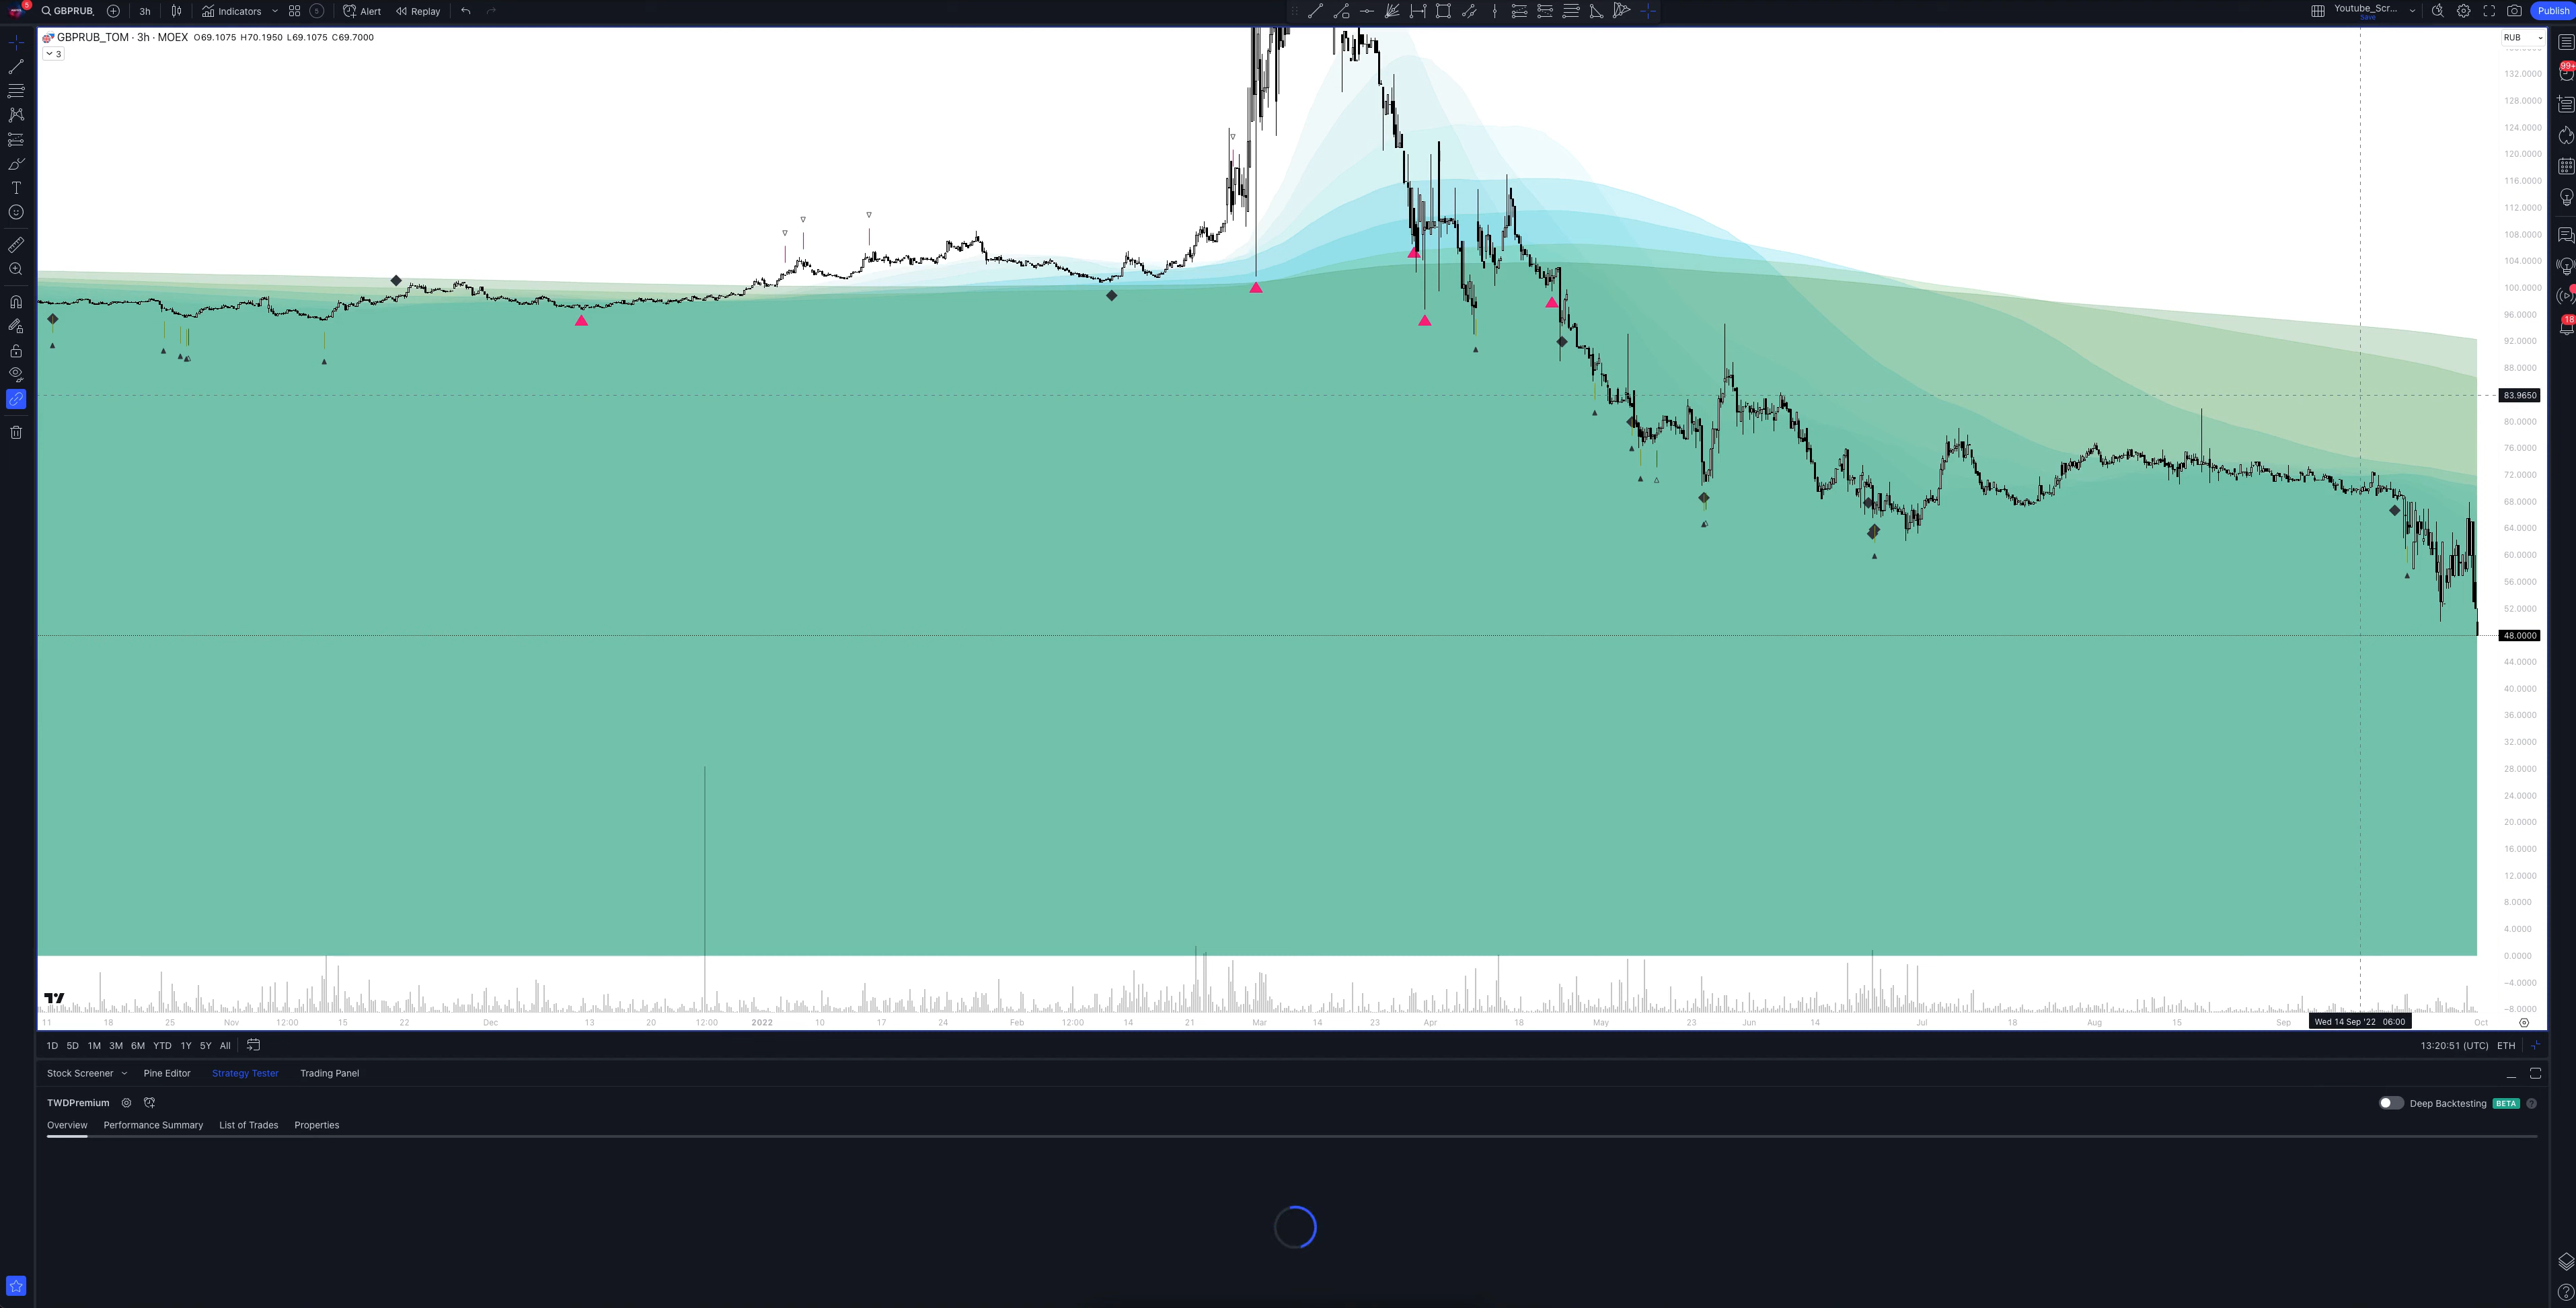 5
GBPRUB_
3h
Indicators
5
Alert
Replay
Youtube_Scr...
Save
Publish
GBPRUB_TOM · 3h · MOEX O69.1075 H70.1950 L69.1075 C69.7000
3
RUB
132.0000
128.0000
124.0000
120.0000
116.0000
112.0000
108.0000
104.0000
100.0000
96.0000
92.0000
88.0000
83.9650
80.0000
76.0000
72.0000
68.0000
64.0000
60.0000
56.0000
52.0000
48.0000
44.0000
40.0000
36.0000
32.0000
28.0000
24.0000
20.0000
16.0000
12.0000
8.0000
4.0000
0.0000
−4.0000
−8.0000
99+
18
11 18 25 Nov 12:00 15 22 Dec 13 20 12:00 2022 10 17 24 Feb 12:00 14 21 Mar 14 23 Apr 18 May 23 Jun 14 Jul 18 Aug 15 Sep Wed 14 Sep '22 06:00 Oct
1D 5D 1M 3M 6M YTD 1Y 5Y All
13:20:51 (UTC) ETH
Stock Screener Pine Editor Strategy Tester Trading Panel
TWDPremium
Deep Backtesting BETA
Overview Performance Summary List of Trades Properties